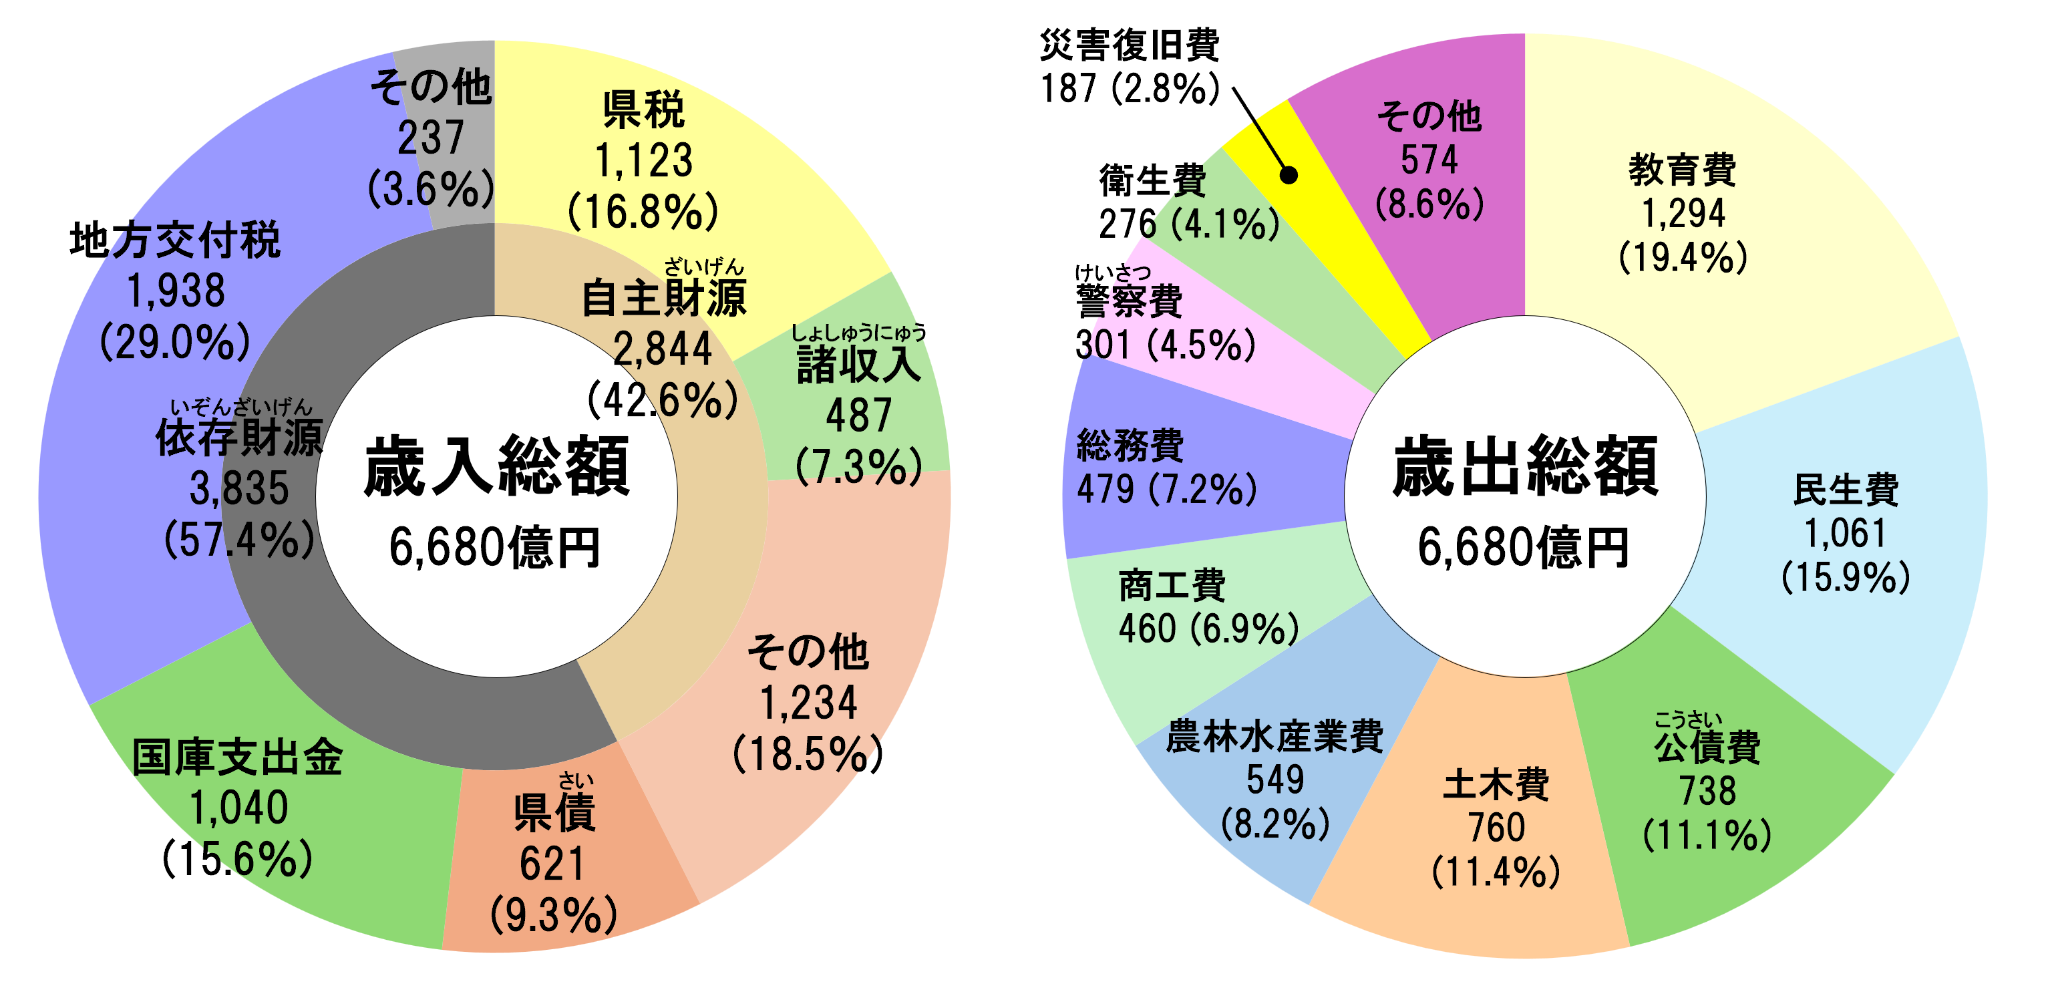 歳入総額
6,680億円
ざいげん
自主財源
2,844
(42.6%)
いぞんざいげん
依存財源
3,835
(57.4%)
県税
1,123
(16.8%)
しょしゅうにゅう
諸収入
487
(7.3%)
その他
1,234
(18.5%)
さい
県債
621
(9.3%)
国庫支出金
1,040
(15.6%)
地方交付税
1,938
(29.0%)
その他
237
(3.6%)
歳出総額
6,680億円
教育費
1,294
(19.4%)
民生費
1,061
(15.9%)
こうさい
公債費
738
(11.1%)
土木費
760
(11.4%)
農林水産業費
549
(8.2%)
商工費
460 (6.9%)
総務費
479 (7.2%)
けいさつ
警察費
301 (4.5%)
衛生費
276 (4.1%)
災害復旧費
187 (2.8%)
その他
574
(8.6%)